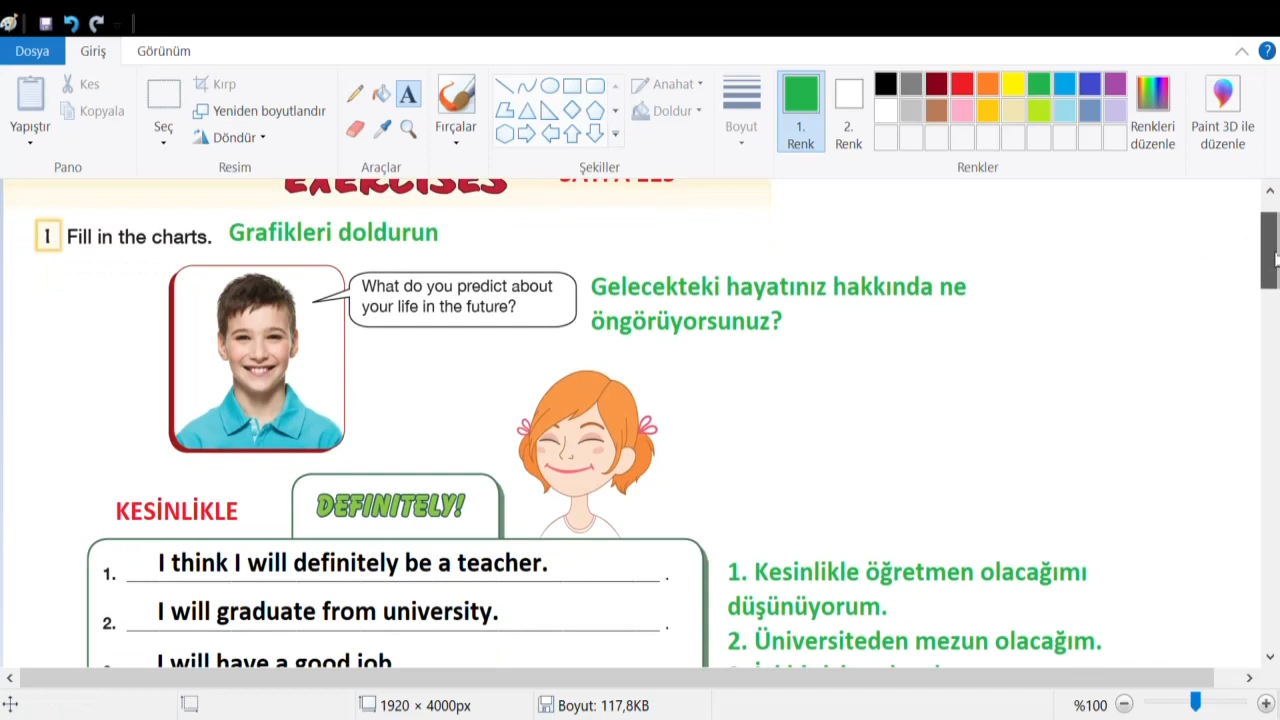 Dosya Giriş Görünüm
Yapıştır
Kes
Kopyala
Pano
Seç
Kırp
Yeniden boyutlandır
Döndür
Resim
A
Araçlar
Fırçalar
Şekiller
Anahat
Doldur
Boyut
1. Renk
2. Renk
Renkleri düzenle
Paint 3D ile düzenle
Renkler
EXERCISES
1 Fill in the charts. Grafikleri doldurun
What do you predict about
your life in the future?
Gelecekteki hayatınız hakkında ne
öngörüyorsunuz?
KESİNLİKLE DEFINITELY!
1. I think I will definitely be a teacher.
2. I will graduate from university.
I will have a good job
1. Kesinlikle öğretmen olacağımı
düşünüyorum.
2. Üniversiteden mezun olacağım.
1920 × 4000px Boyut: 117,8KB %100